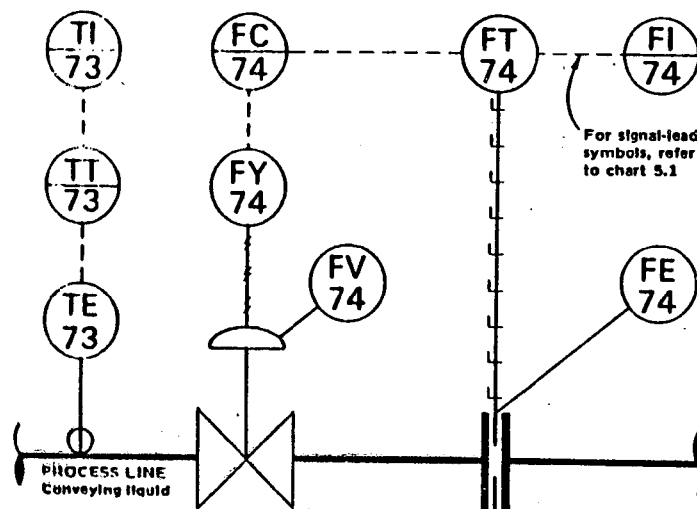 TI
73
FC
74
FT
74
FI
74
For signal-lead
symbols, refer
to chart 5.1
TT
73
FY
74
FV
74
FE
74
TE
73
PROCESS LINE
Conveying liquid